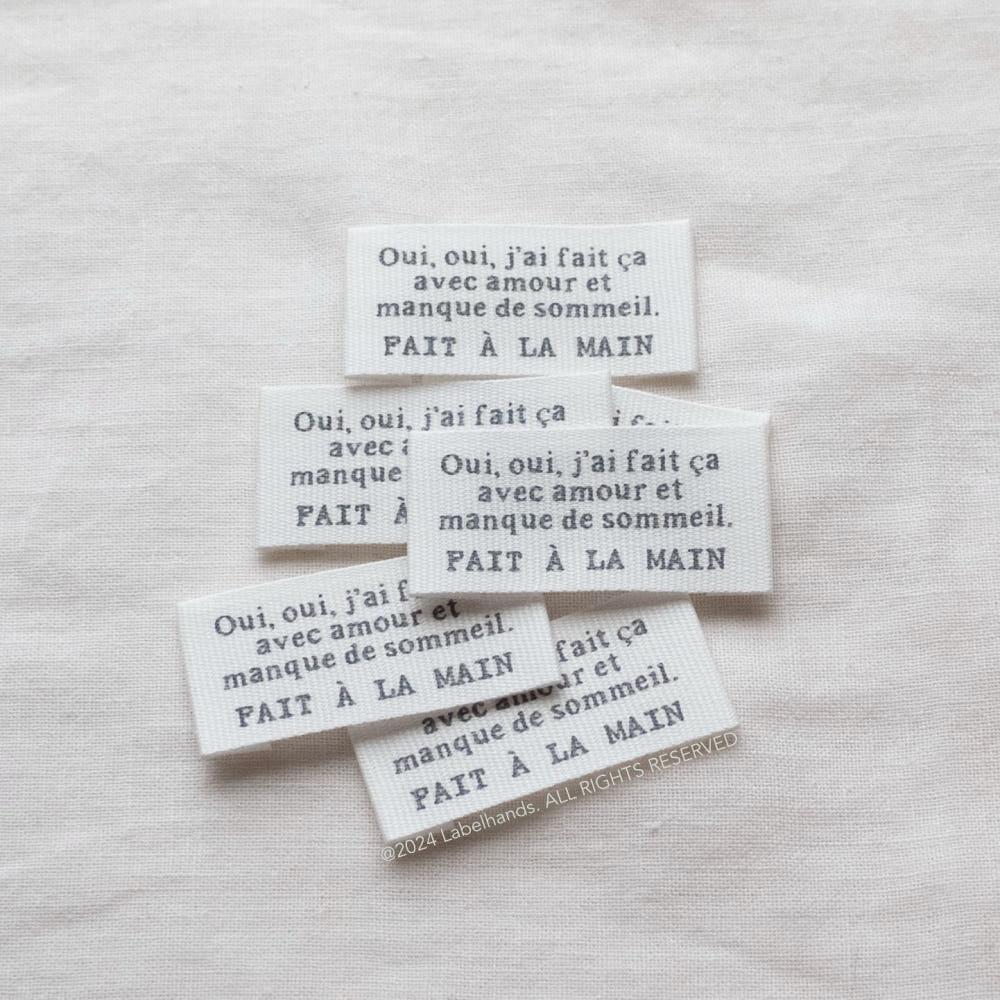 Oui, oui, j'ai fait ça
avec amour et
manque de sommeil.
FAIT À LA MAIN
Oui, oui, j'ai fait ça
avec
manque
FAIT À
Oui, oui, j'ai fait ça
avec amour et
manque de sommeil.
FAIT À LA MAIN
Oui, oui, j'ai f
avec amour et
manque de sommeil.
FAIT À LA MAIN
fait ça
avec amour et
manque de sommeil.
FAIT À LA MAIN
@2024 Labelhands. ALL RIGHTS RESERVED